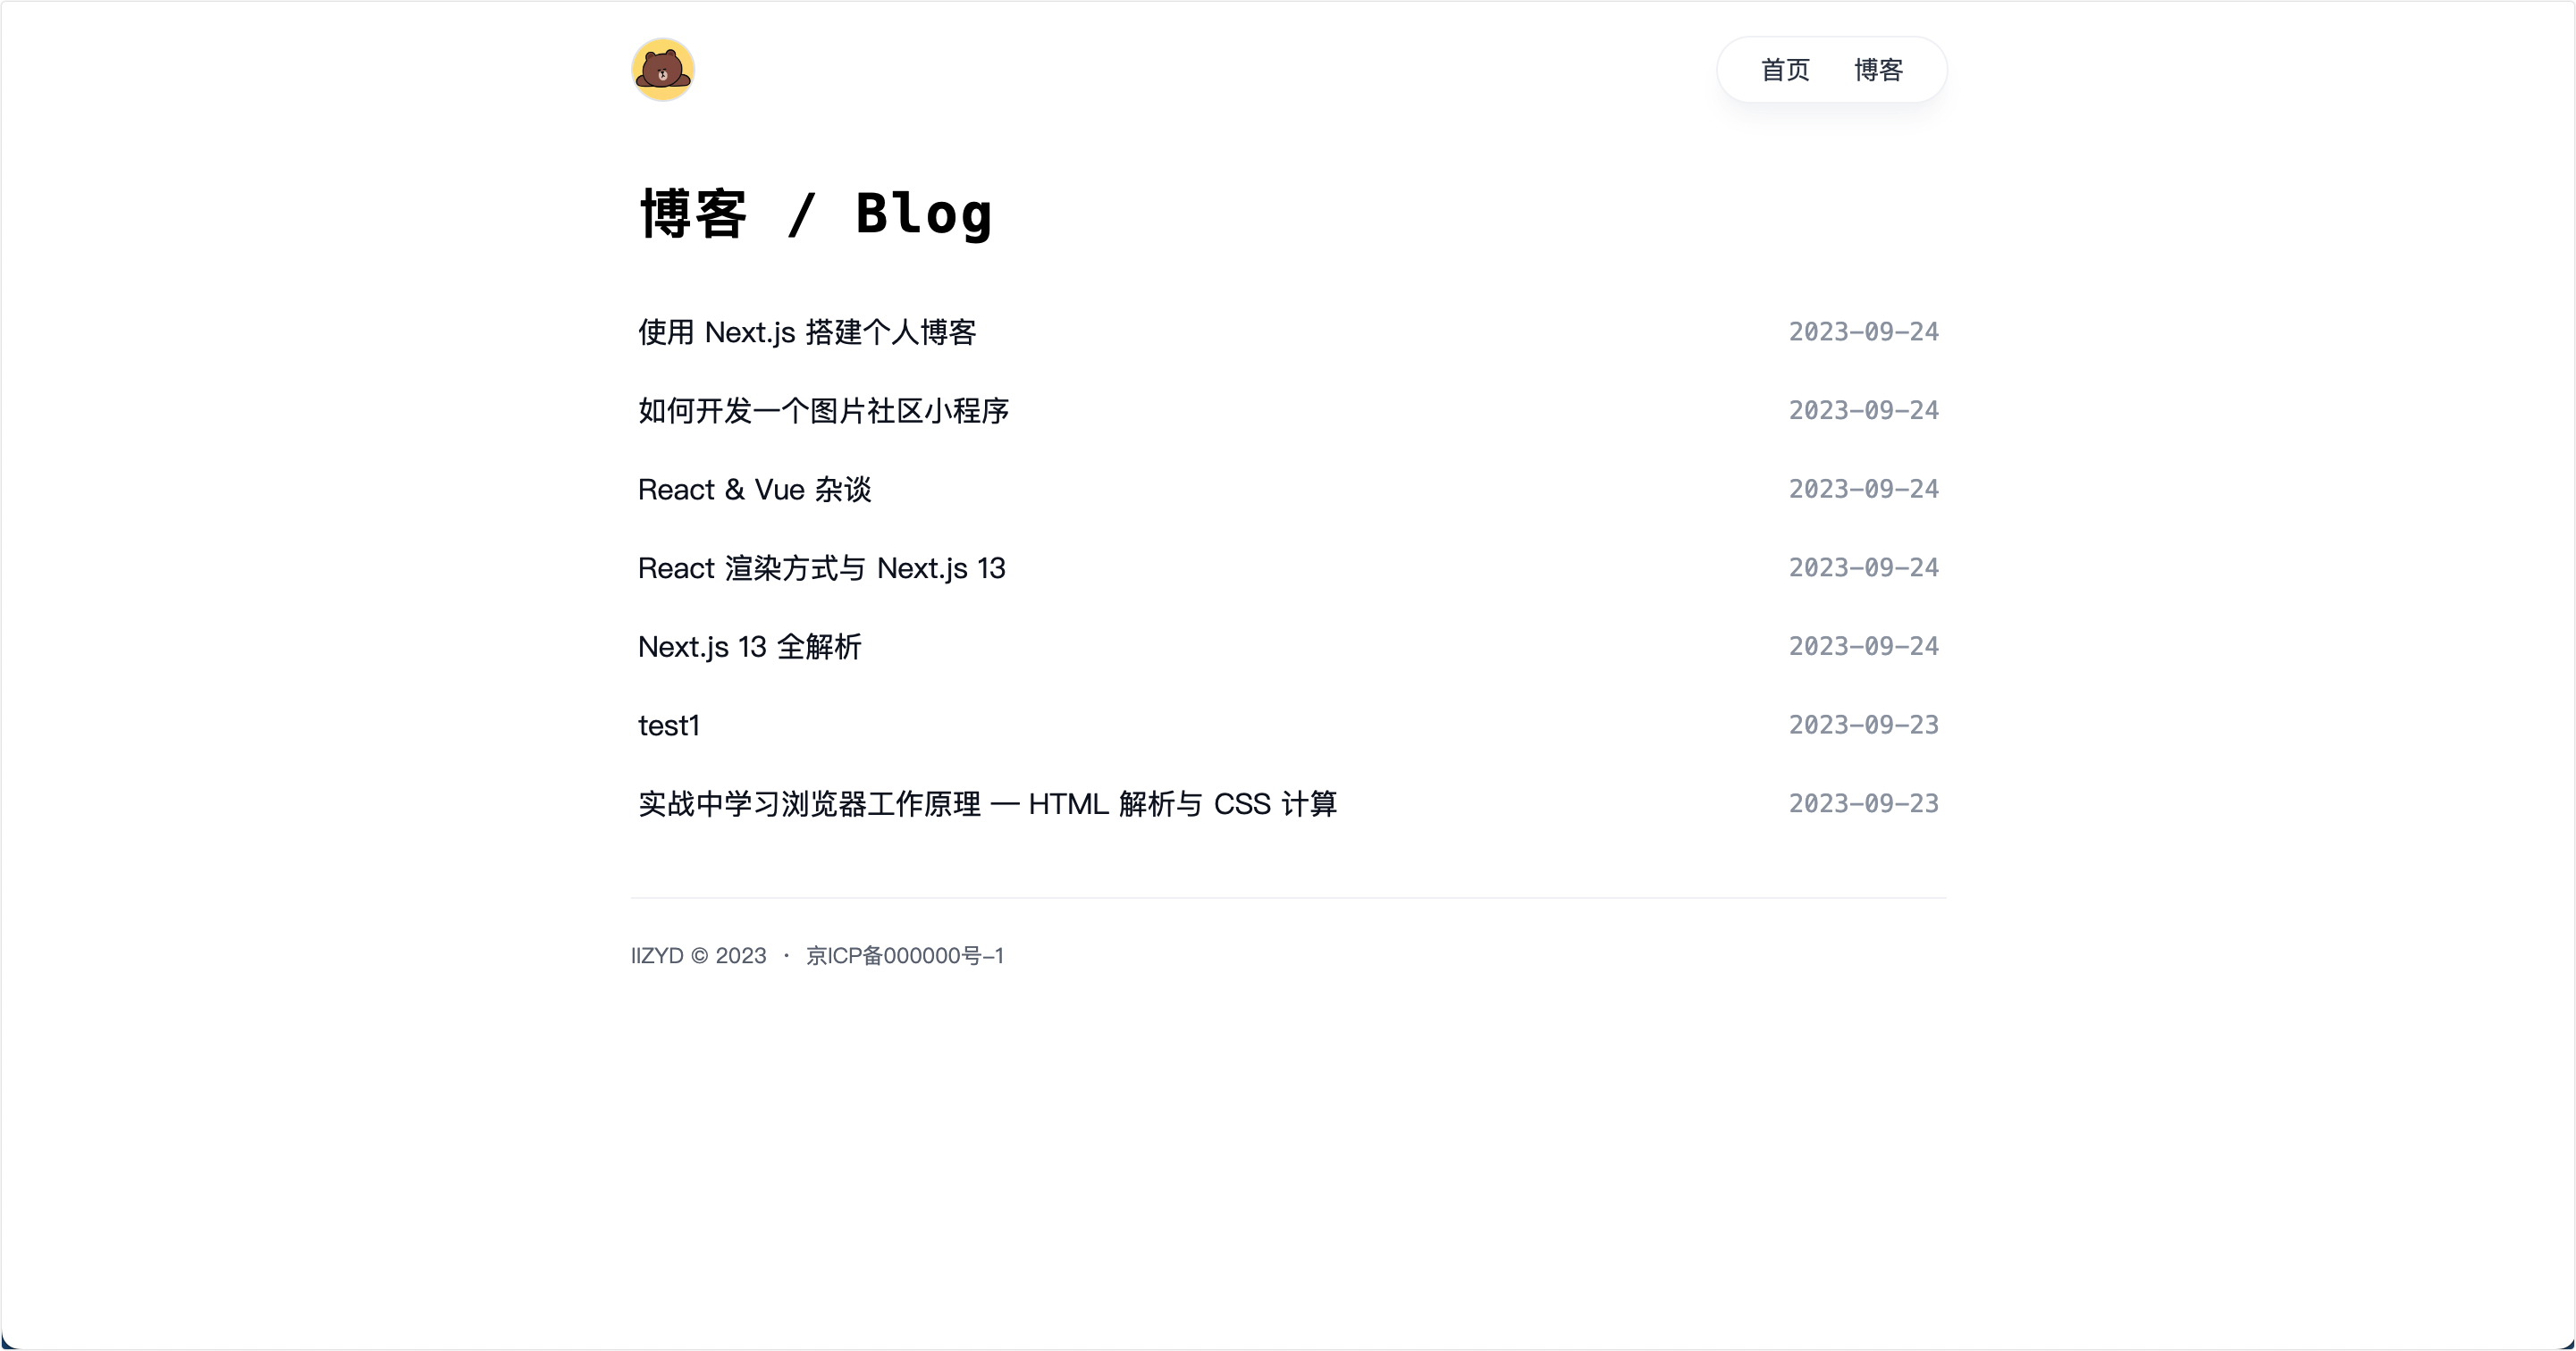 首页 博客
博客 / Blog
使用 Next.js 搭建个人博客 2023-09-24
如何开发一个图片社区小程序 2023-09-24
React & Vue 杂谈 2023-09-24
React 渲染方式与 Next.js 13 2023-09-24
Next.js 13 全解析 2023-09-24
test1 2023-09-23
实战中学习浏览器工作原理 — HTML 解析与 CSS 计算 2023-09-23
IIZYD © 2023 · 京ICP备000000号-1